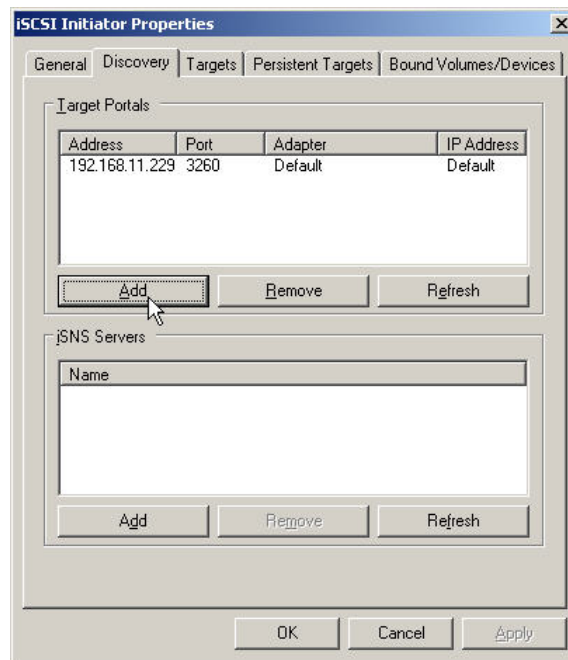 iSCSI Initiator Properties
General Discovery Targets Persistent Targets Bound Volumes/Devices
Target Portals
Address Port Adapter IP Address
192.168.11.229 3260 Default Default
Add Remove Refresh
iSNS Servers
Name
Add Remove Refresh
OK Cancel Apply